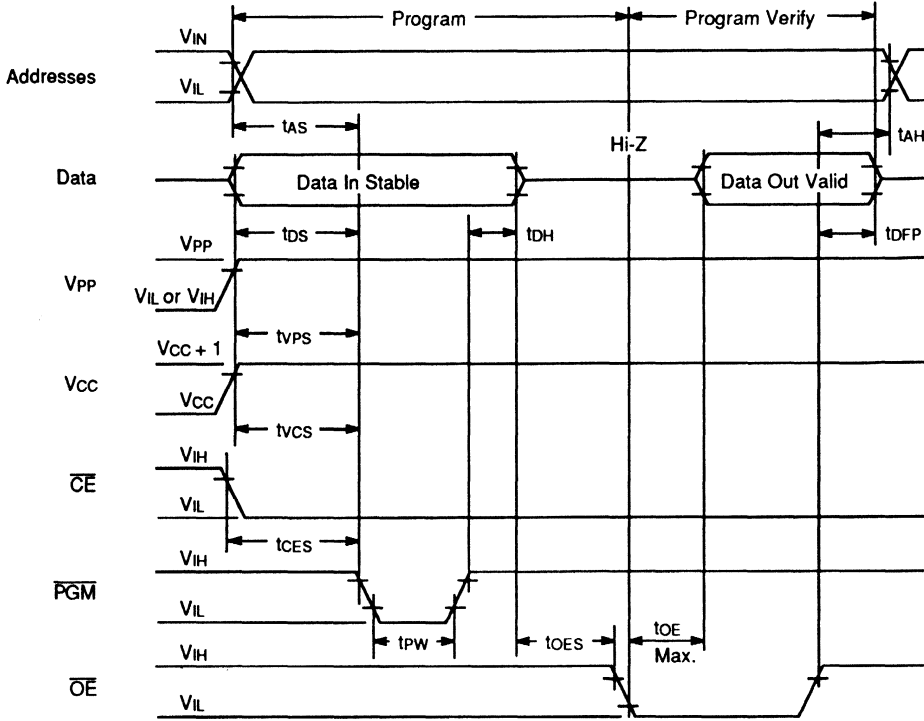 Program
Program Verify
VIN
Addresses
VIL
tAS
tAH
Hi-Z
Data
Data In Stable
Data Out Valid
tDS
tDH
tDFP
VPP
VPP
VIL or VIH
tVPS
VCC + 1
VCC
VCC
tVCS
VIH
CE
VIL
tCES
VIH
PGM
VIL
tPW
tOES
tOE
Max.
VIH
OE
VIL